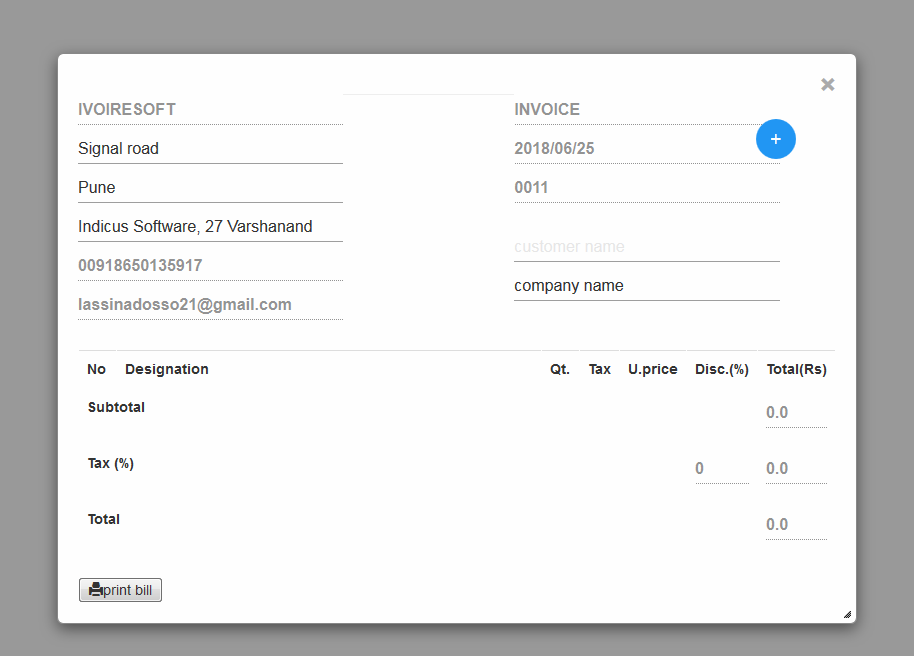 IVOIRESOFT
Signal road
Pune
Indicus Software, 27 Varshanand
00918650135917
lassinadosso21@gmail.com
INVOICE
2018/06/25
0011
customer name
company name
No Designation Qt. Tax U.price Disc.(%) Total(Rs)
Subtotal 0.0
Tax (%) 0 0.0
Total 0.0
print bill